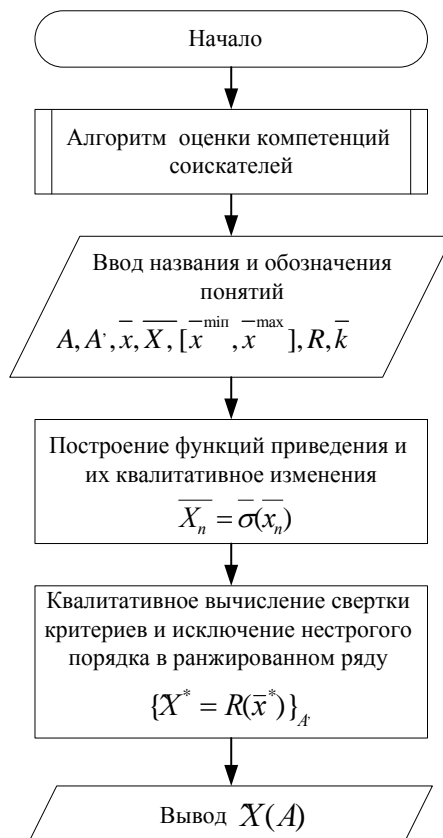 Начало
Алгоритм оценки компетенций
соискателей
Ввод названия и обозначения
понятий
A, A', x̅, X̅, [x̅^min, x̅^max], R, k̅
Построение функций приведения и
их квалитативное изменения
X̅_n̅ = σ̅(x̅_n̅)
Квалитативное вычисление свертки
критериев и исключение нестрогого
порядка в ранжированном ряду
{X̃* = R(x̅*)}_A'
Вывод X̃(A)